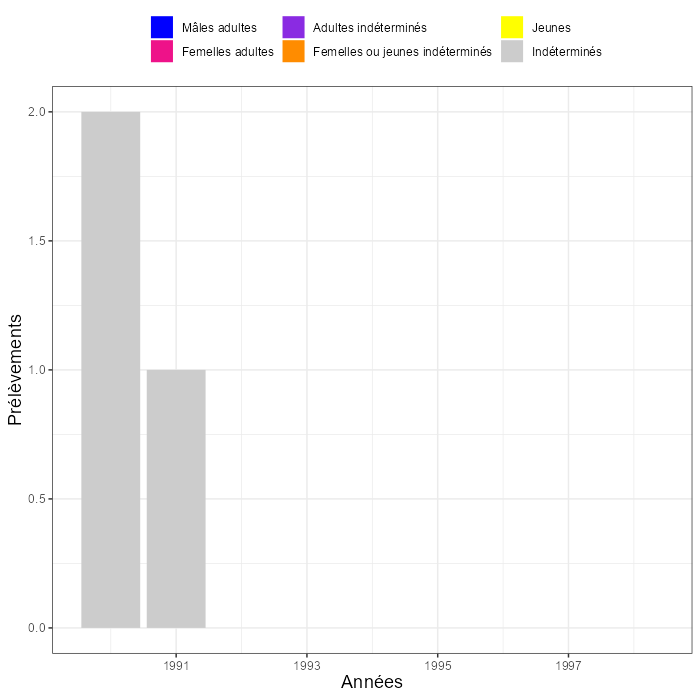 Mâles adultes Adultes indéterminés Jeunes
Femelles adultes Femelles ou jeunes indéterminés Indéterminés
2.0
1.5
1.0
0.5
0.0
Prélèvements
1991 1993 1995 1997
Années